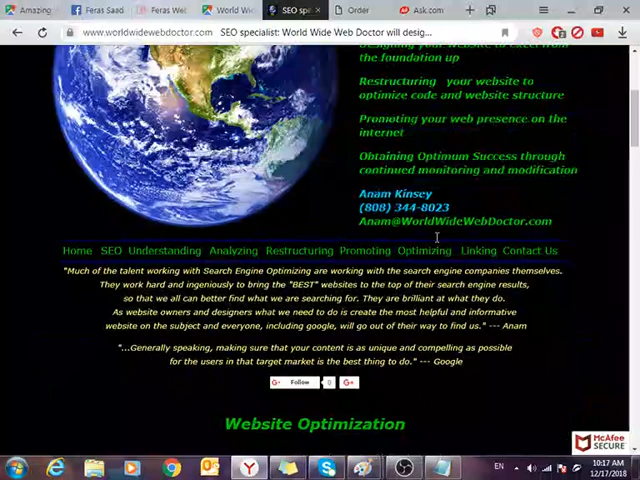 Amazing
Feras Saad
Feras Wel
World Wi
SEO spe
Order
Ask.com
www.worldwidewebdoctor.com SEO specialist: World Wide Web Doctor will desig...
Designing your website to excel from
the foundation up
Restructuring your website to
optimize code and website structure
Promoting your web presence on the
internet
Obtaining Optimum Success through
continued monitoring and modification
Anam Kinsey
(808) 344-8023
Anam@WorldWideWebDoctor.com
Home SEO Understanding Analyzing Restructuring Promoting Optimizing Linking Contact Us
"Much of the talent working with Search Engine Optimizing are working with the search engine companies themselves.
They work hard and ingeniously to bring the "BEST" websites to the top of their search engine results,
so that we all can better find what we are searching for. They are brilliant at what they do.
As website owners and designers what we need to do is create the most helpful and informative
website on the subject and everyone, including google, will go out of their way to find us." --- Anam
"...Generally speaking, making sure that your content is as unique and compelling as possible
for the users in that target market is the best thing to do." --- Google
G+ Follow 0 G+
Website Optimization
McAfee
SECURE
EN
10:17 AM
12/17/2018